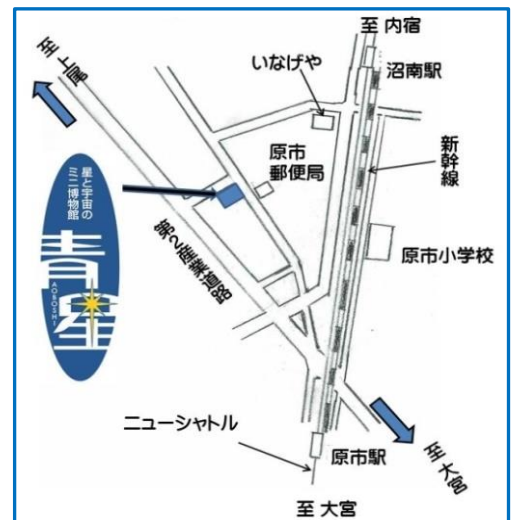 至 内宿
至 上尾
沼南駅
いなげや
新幹線
原市
郵便局
星と宇宙の
ミニ博物館
青星
AOBOSHI
第2産業道路
原市小学校
ニューシャトル
原市駅
至 大宮
至 大宮